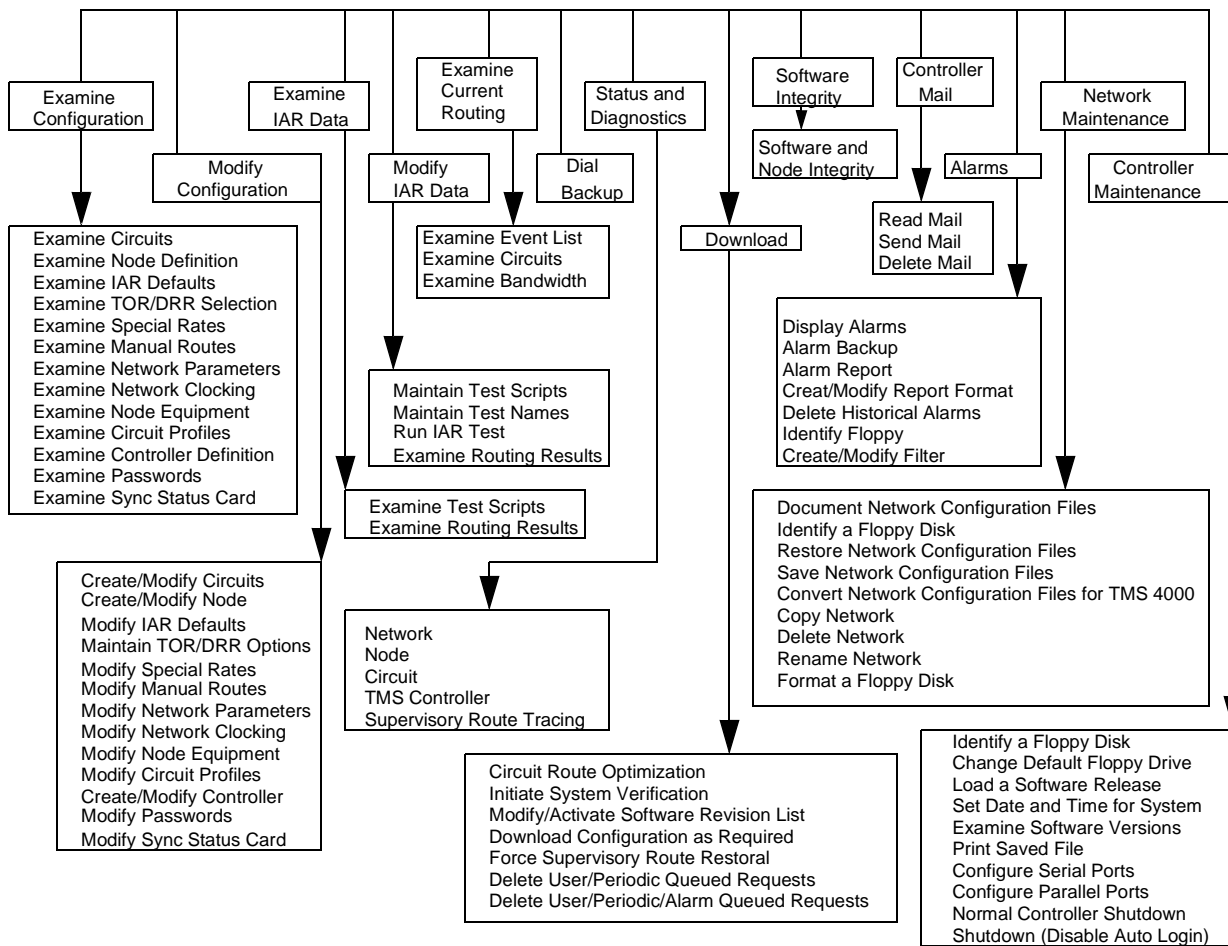 Examine
Configuration
Modify
Configuration
Examine
IAR Data
Modify
IAR Data
Examine
Current
Routing
Dial
Backup
Status and
Diagnostics
Download
Software
Integrity
Software and
Node Integrity
Controller
Mail
Alarms
Network
Maintenance
Controller
Maintenance
Examine Circuits
Examine Node Definition
Examine IAR Defaults
Examine TOR/DRR Selection
Examine Special Rates
Examine Manual Routes
Examine Network Parameters
Examine Network Clocking
Examine Node Equipment
Examine Circuit Profiles
Examine Controller Definition
Examine Passwords
Examine Sync Status Card
Examine Event List
Examine Circuits
Examine Bandwidth
Read Mail
Send Mail
Delete Mail
Display Alarms
Alarm Backup
Alarm Report
Creat/Modify Report Format
Delete Historical Alarms
Identify Floppy
Create/Modify Filter
Maintain Test Scripts
Maintain Test Names
Run IAR Test
Examine Routing Results
Examine Test Scripts
Examine Routing Results
Document Network Configuration Files
Identify a Floppy Disk
Restore Network Configuration Files
Save Network Configuration Files
Convert Network Configuration Files for TMS 4000
Copy Network
Delete Network
Rename Network
Format a Floppy Disk
Create/Modify Circuits
Create/Modify Node
Modify IAR Defaults
Maintain TOR/DRR Options
Modify Special Rates
Modify Manual Routes
Modify Network Parameters
Modify Network Clocking
Modify Node Equipment
Modify Circuit Profiles
Create/Modify Controller
Modify Passwords
Modify Sync Status Card
Network
Node
Circuit
TMS Controller
Supervisory Route Tracing
Circuit Route Optimization
Initiate System Verification
Modify/Activate Software Revision List
Download Configuration as Required
Force Supervisory Route Restoral
Delete User/Periodic Queued Requests
Delete User/Periodic/Alarm Queued Requests
Identify a Floppy Disk
Change Default Floppy Drive
Load a Software Release
Set Date and Time for System
Examine Software Versions
Print Saved File
Configure Serial Ports
Configure Parallel Ports
Normal Controller Shutdown
Shutdown (Disable Auto Login)